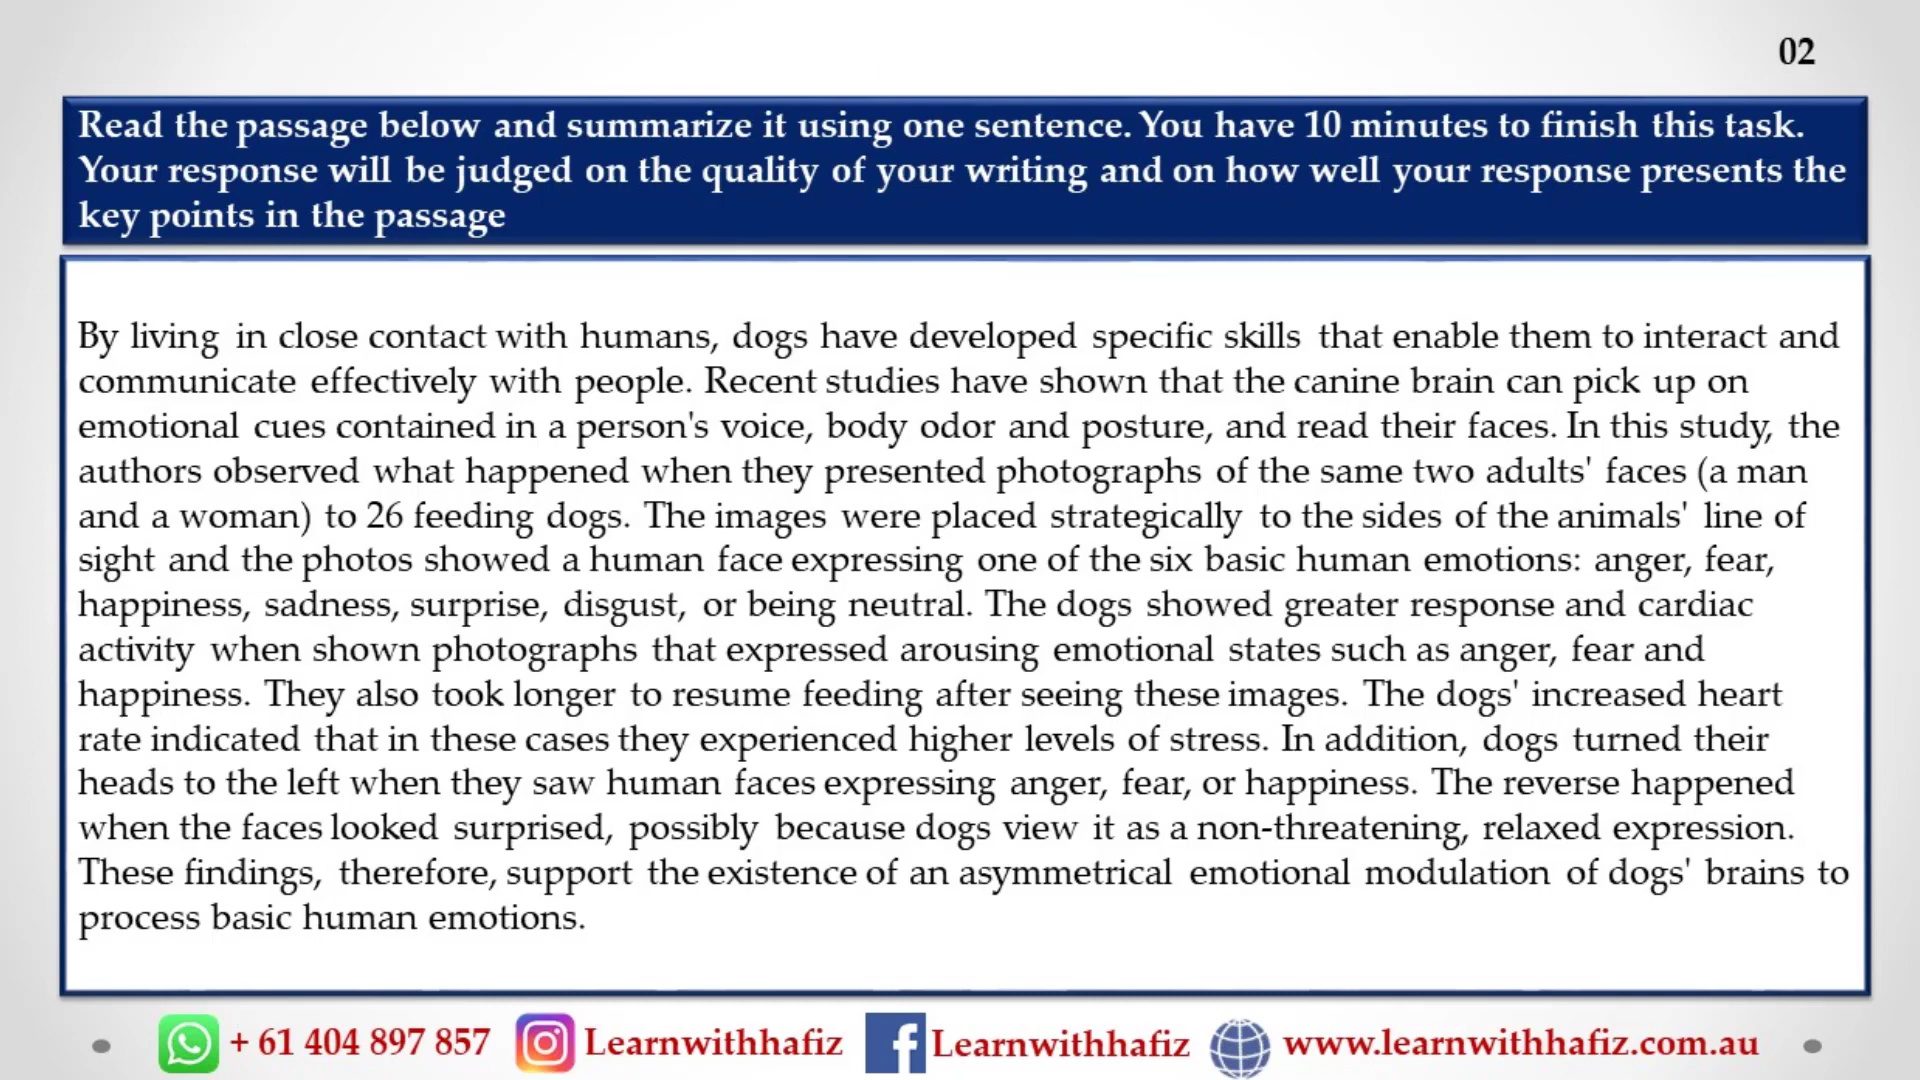 02
Read the passage below and summarize it using one sentence. You have 10 minutes to finish this task.
Your response will be judged on the quality of your writing and on how well your response presents the
key points in the passage
By living in close contact with humans, dogs have developed specific skills that enable them to interact and
communicate effectively with people. Recent studies have shown that the canine brain can pick up on
emotional cues contained in a person's voice, body odor and posture, and read their faces. In this study, the
authors observed what happened when they presented photographs of the same two adults' faces (a man
and a woman) to 26 feeding dogs. The images were placed strategically to the sides of the animals' line of
sight and the photos showed a human face expressing one of the six basic human emotions: anger, fear,
happiness, sadness, surprise, disgust, or being neutral. The dogs showed greater response and cardiac
activity when shown photographs that expressed arousing emotional states such as anger, fear and
happiness. They also took longer to resume feeding after seeing these images. The dogs' increased heart
rate indicated that in these cases they experienced higher levels of stress. In addition, dogs turned their
heads to the left when they saw human faces expressing anger, fear, or happiness. The reverse happened
when the faces looked surprised, possibly because dogs view it as a non-threatening, relaxed expression.
These findings, therefore, support the existence of an asymmetrical emotional modulation of dogs' brains to
process basic human emotions.
+ 61 404 897 857 Learnwithhafiz Learnwithhafiz www.learnwithhafiz.com.au